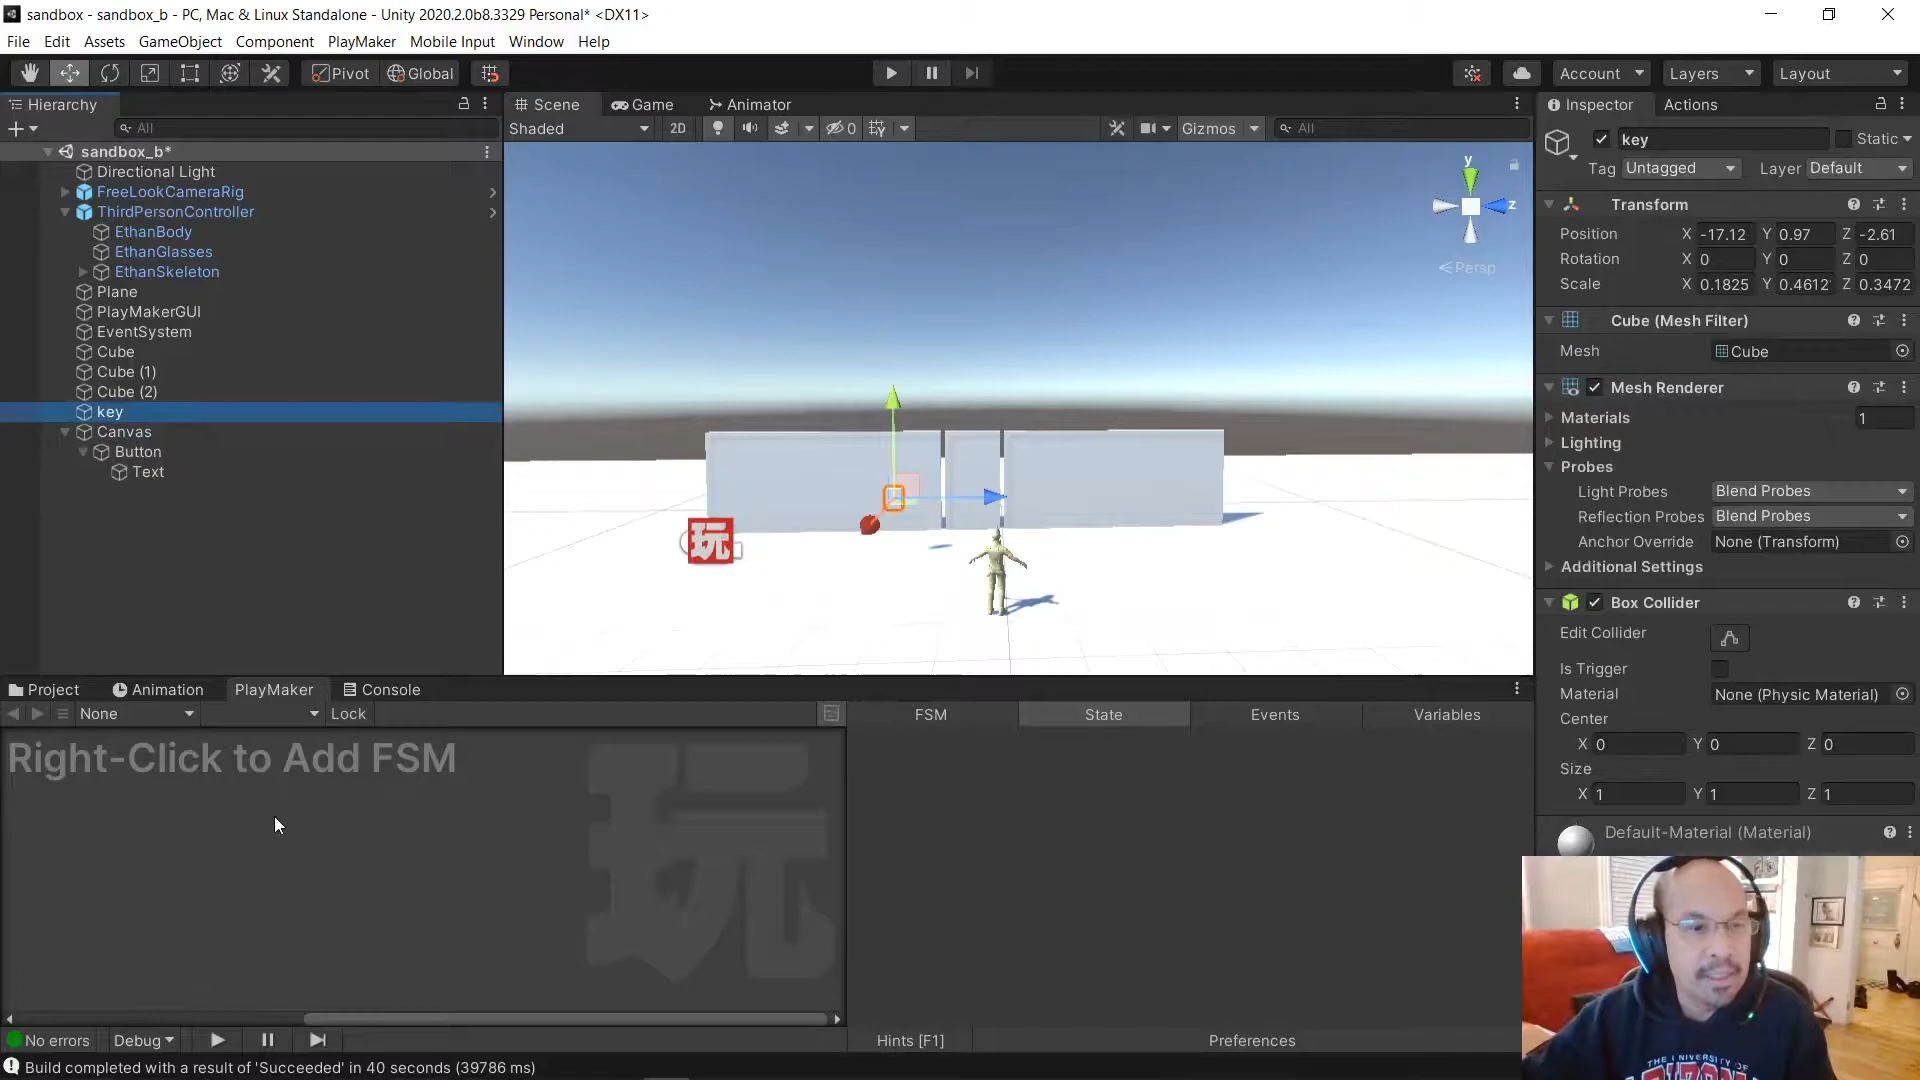 sandbox - sandbox_b - PC, Mac & Linux Standalone - Unity 2020.2.0b8.3329 Personal* <DX11>
File Edit Assets GameObject Component PlayMaker Mobile Input Window Help
Pivot Global Account Layers Layout
Hierarchy
All
sandbox_b*
Directional Light
FreeLookCameraRig
ThirdPersonController
EthanBody
EthanGlasses
EthanSkeleton
Plane
PlayMakerGUI
EventSystem
Cube
Cube (1)
Cube (2)
key
Canvas
Button
Text
Scene Game Animator
Shaded 2D 0 Gizmos All
y
z
Persp
玩
Inspector Actions
key Static
Tag Untagged Layer Default
Transform
Position X -17.12 Y 0.97 Z -2.61
Rotation X 0 Y 0 Z 0
Scale X 0.1825 Y 0.4612 Z 0.3472
Cube (Mesh Filter)
Mesh Cube
Mesh Renderer
Materials 1
Lighting
Probes
Light Probes Blend Probes
Reflection Probes Blend Probes
Anchor Override None (Transform)
Additional Settings
Box Collider
Edit Collider
Is Trigger
Material None (Physic Material)
Center
X 0 Y 0 Z 0
Size
X 1 Y 1 Z 1
Default-Material (Material)
Project Animation PlayMaker Console
None Lock
FSM State Events Variables
Right-Click to Add FSM
玩
No errors Debug
Hints [F1] Preferences
Build completed with a result of 'Succeeded' in 40 seconds (39786 ms)
THE UNIVERSITY OF